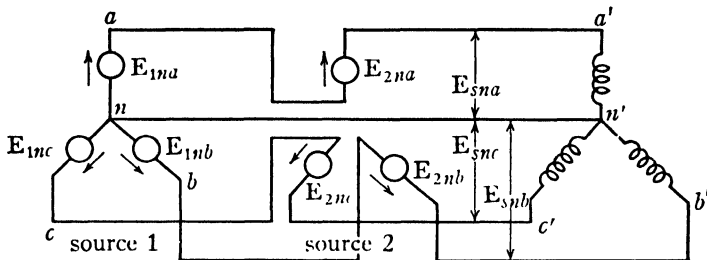 a
a'
E1na
E2na
Esna
n
n'
E1nc
E1nb
Esnc
b
E2nc
E2nb
Esnb
b'
c
c'
source 1
source 2